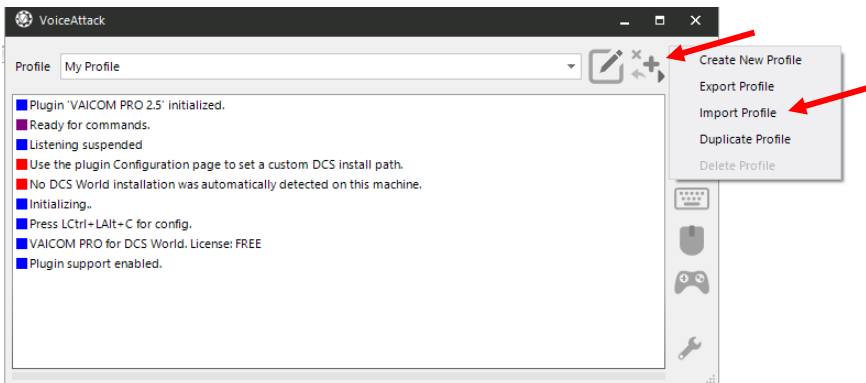 VoiceAttack
Profile My Profile
Plugin 'VAICOM PRO 2.5' initialized.
Ready for commands.
Listening suspended
Use the plugin Configuration page to set a custom DCS install path.
No DCS World installation was automatically detected on this machine.
Initializing..
Press LCtrl+LAlt+C for config.
VAICOM PRO for DCS World. License: FREE
Plugin support enabled.
Create New Profile
Export Profile
Import Profile
Duplicate Profile
Delete Profile